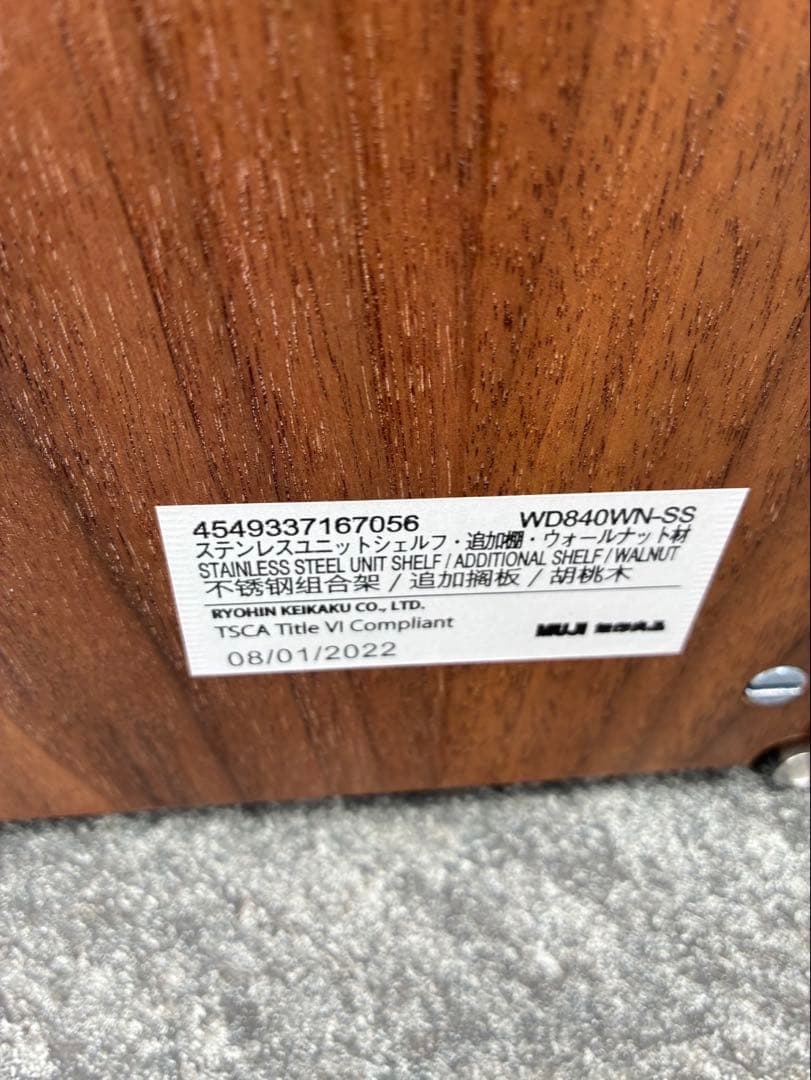 4549337167056 WD840WN-SS
ステンレスユニットシェルフ・追加棚・ウォールナット材
STAINLESS STEEL UNIT SHELF / ADDITIONAL SHELF / WALNUT
不锈钢组合架 / 追加搁板 / 胡桃木
RYOHIN KEIKAKU CO., LTD.
TSCA Title VI Compliant
MUJI 無印良品
08/01/2022